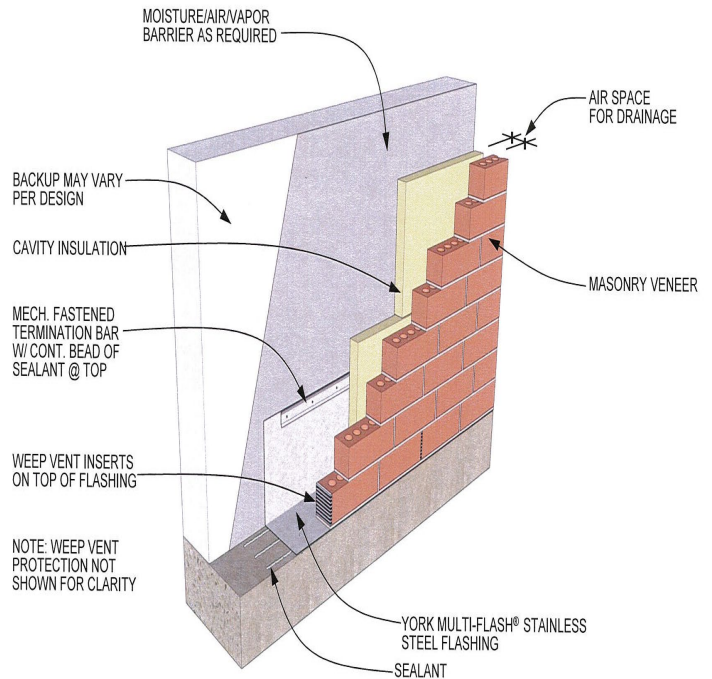 MOISTURE/AIR/VAPOR
BARRIER AS REQUIRED
AIR SPACE
FOR DRAINAGE
BACKUP MAY VARY
PER DESIGN
CAVITY INSULATION
MASONRY VENEER
MECH. FASTENED
TERMINATION BAR
W/ CONT. BEAD OF
SEALANT @ TOP
WEEP VENT INSERTS
ON TOP OF FLASHING
NOTE: WEEP VENT
PROTECTION NOT
SHOWN FOR CLARITY
YORK MULTI-FLASH® STAINLESS
STEEL FLASHING
SEALANT